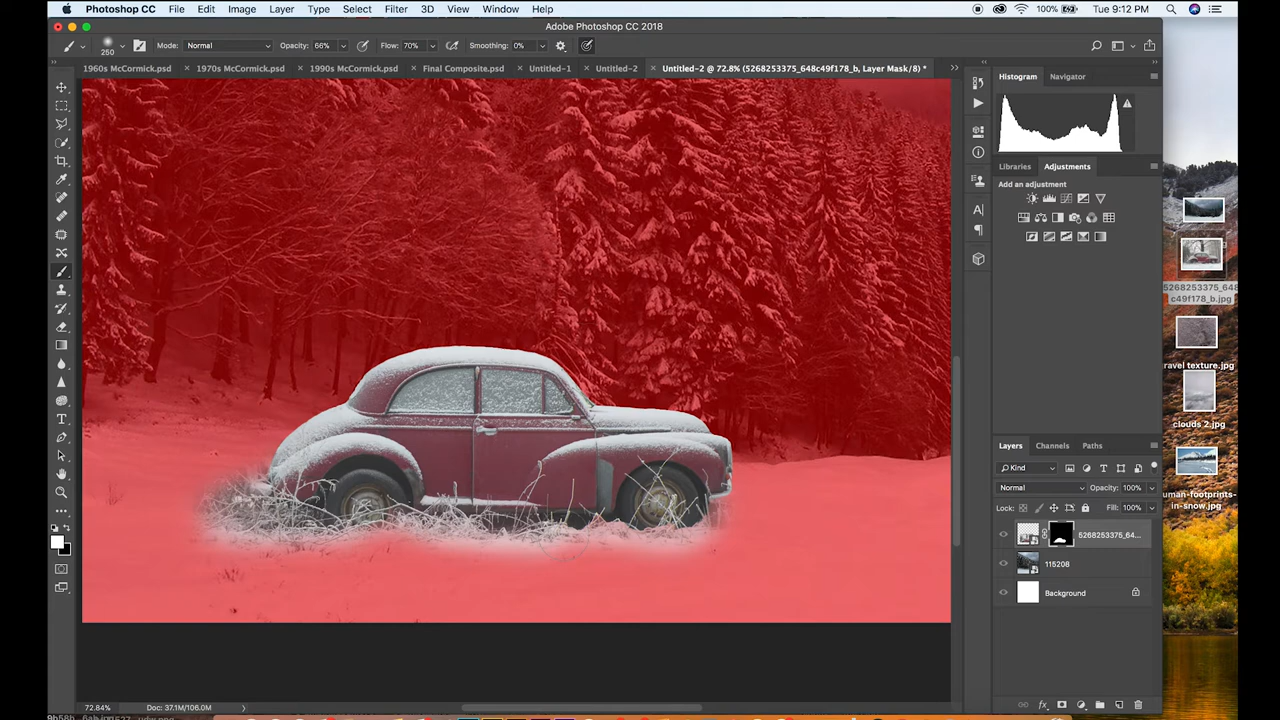 Photoshop CC File Edit Image Layer Type Select Filter 3D View Window Help 100% Tue 9:12 PM
Adobe Photoshop CC 2018
250 Mode: Normal Opacity: 66% Flow: 70% Smoothing: 0%
1960s McCormick.psd × 1970s McCormick.psd × 1990s McCormick.psd × Final Composite.psd × Untitled-1 × Untitled-2 × Untitled-2 @ 72.8% (5268253375_648c49f178_b, Layer Mask/8) *
Histogram Navigator
Libraries Adjustments
Add an adjustment
5268253375_648
c49f178_b.jpg
ravel texture.jpg
clouds 2.jpg
Layers Channels Paths
Kind
Normal Opacity: 100%
uman-footprints-
in-snow.jpg
Lock: Fill: 100%
5268253375_64...
115208
Background
72.84% Doc: 37.1M/106.0M